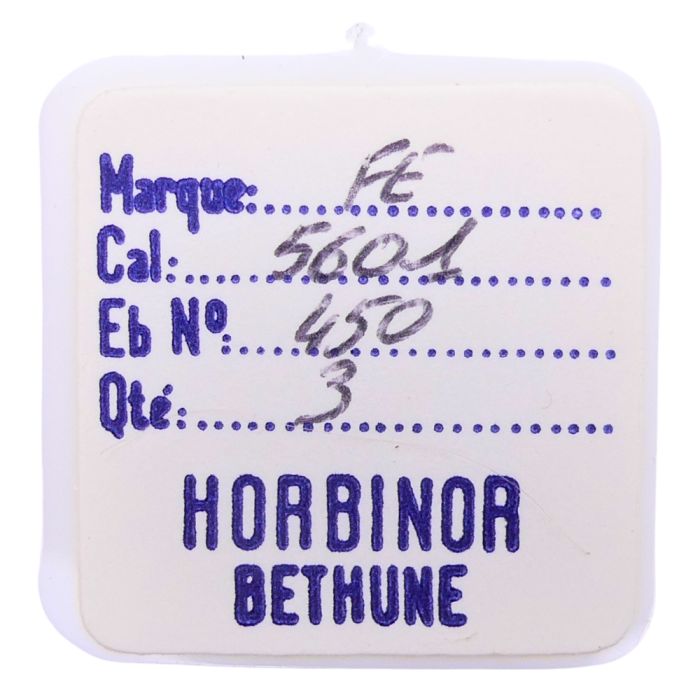 Marque: FE
Cal: 5601
Eb Nº: 450
Qté: 3
HORBINOR
BETHUNE